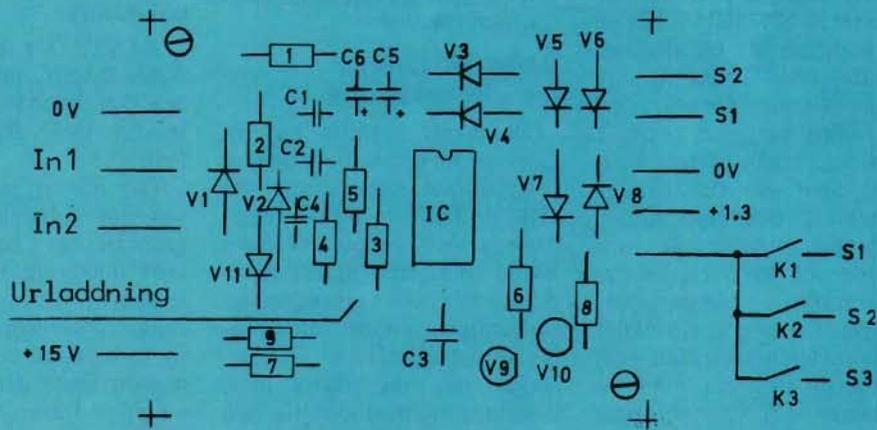 1
C6 C5
V3
V5 V6
S2
0V
C1
V4
S1
In1
2
C2
V1
V2
C4
5
IC
V7
V8
0V
+1.3
In2
V11
4
3
6
8
K1
S1
Urladdning
9
+15V
7
C3
V9
V10
K2
S2
K3
S3